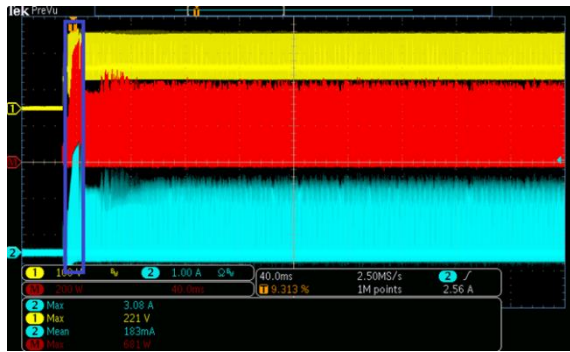 Tek PreVu
T
1
M
2
1 100 V 2 1.00 A Ω
M 200 W 40.0ms
40.0ms 2.50MS/s 2
T 9.313 % 1M points 2.56 A
2 Max 3.08 A
1 Max 221 V
2 Mean 183mA
M Max 601 W